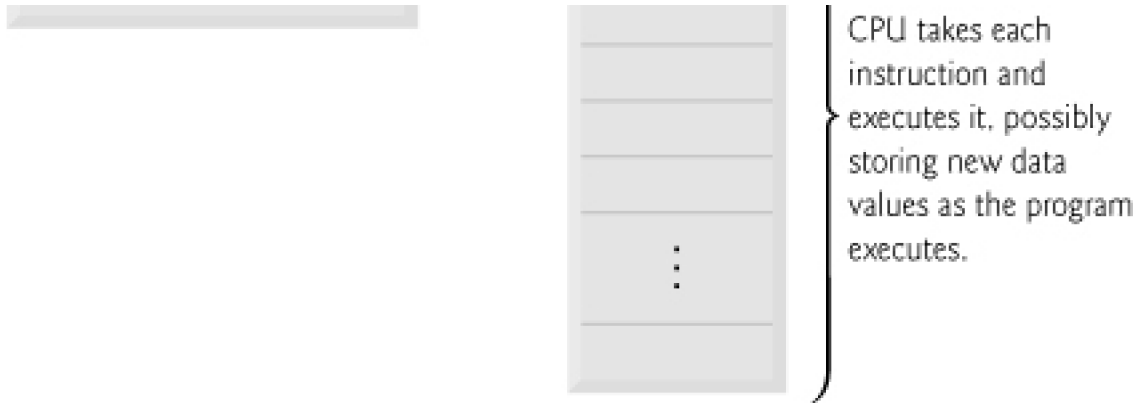 CPU takes each
instruction and
executes it, possibly
storing new data
values as the program
executes.